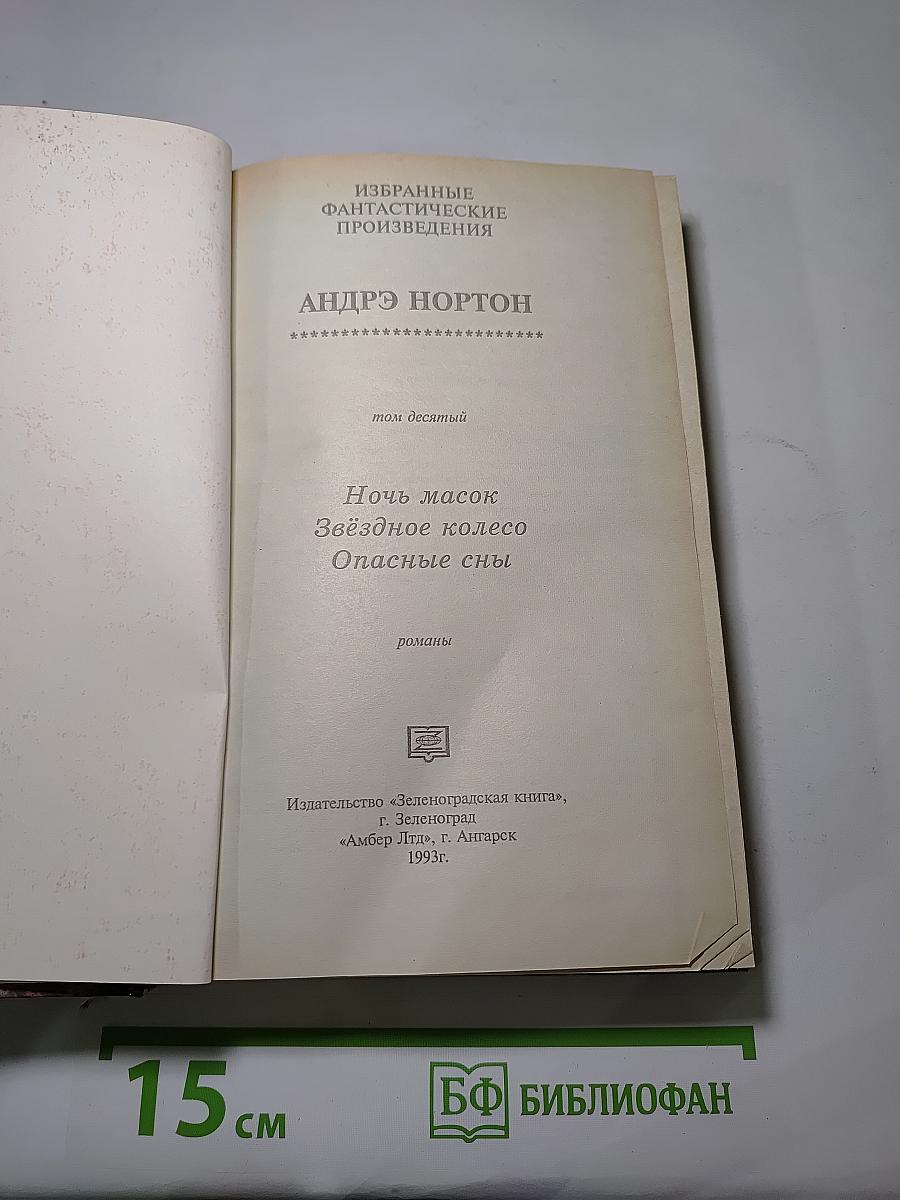 ИЗБРАННЫЕ
ФАНТАСТИЧЕСКИЕ
ПРОИЗВЕДЕНИЯ
АНДРЭ НОРТОН
*************************
том десятый
Ночь масок
Звёздное колесо
Опасные сны
романы
Издательство «Зеленоградская книга»,
г. Зеленоград
«Амбер Лтд», г. Ангарск
1993г.
15 см
БФ БИБЛИОФАН